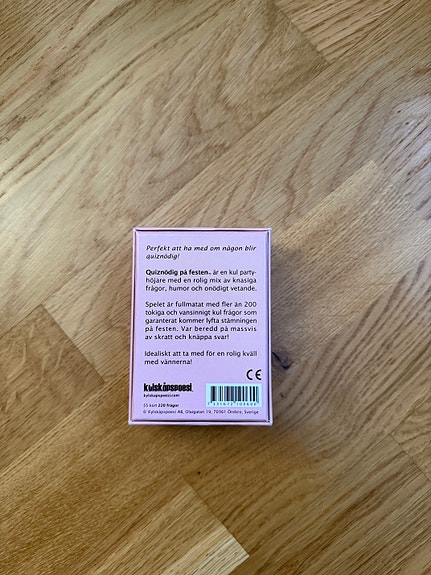 Perfekt att ha med om någon blir
quiznödig!
Quiznödig på festen™ är en kul party-
höjare med en rolig mix av knasiga
frågor, humor och onödigt vetande.
Spelet är fullmatat med fler än 200
tokiga och vansinnigt kul frågor som
garanterat kommer lyfta stämningen
på festen. Var beredd på massvis
av skratt och knäppa svar!
Idealiskt att ta med för en rolig kväll
med vännerna!
CE
kylskåpspoesi
kylskapspoesi.com
55 kort 220 frågor
© Kylskåpspoesi AB, Glasgatan 19, 70361 Örebro, Sverige